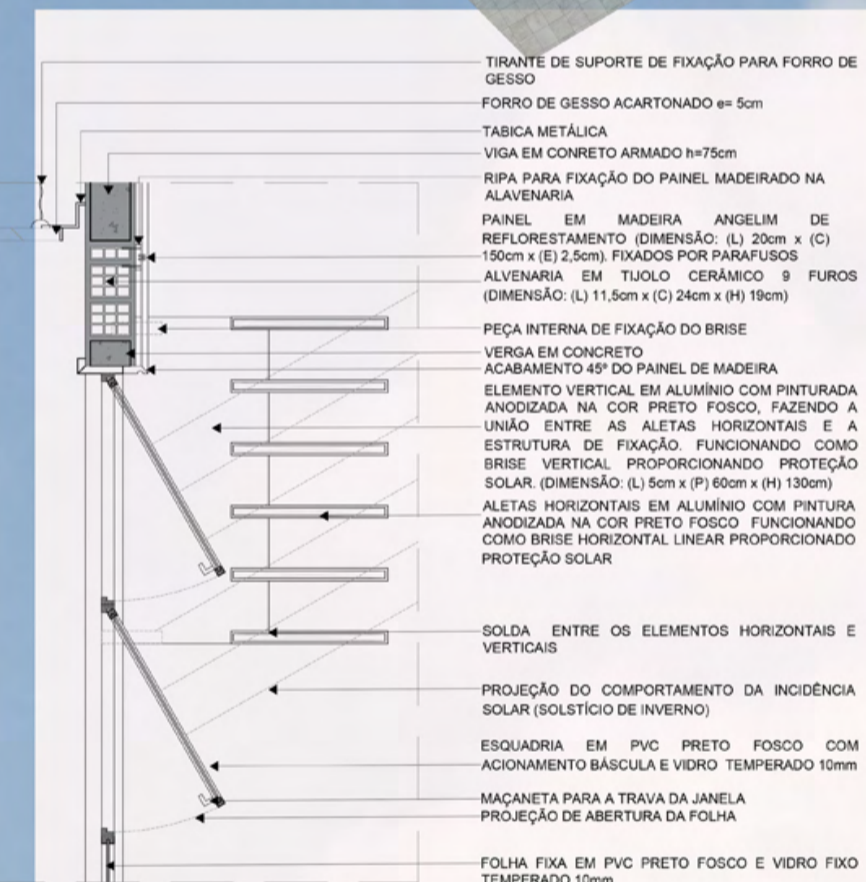 TIRANTE DE SUPORTE DE FIXAÇÃO PARA FORRO DE
GESSO
FORRO DE GESSO ACARTONADO e= 5cm
TABICA METÁLICA
VIGA EM CONRETO ARMADO h=75cm
RIPA PARA FIXAÇÃO DO PAINEL MADEIRADO NA
ALAVENARIA
PAINEL EM MADEIRA ANGELIM DE
REFLORESTAMENTO (DIMENSÃO: (L) 20cm x (C)
150cm x (E) 2,5cm). FIXADOS POR PARAFUSOS
ALVENARIA EM TIJOLO CERÂMICO 9 FUROS
(DIMENSÃO: (L) 11,5cm x (C) 24cm x (H) 19cm)
PEÇA INTERNA DE FIXAÇÃO DO BRISE
VERGA EM CONCRETO
ACABAMENTO 45º DO PAINEL DE MADEIRA
ELEMENTO VERTICAL EM ALUMÍNIO COM PINTURADA
ANODIZADA NA COR PRETO FOSCO, FAZENDO A
UNIÃO ENTRE AS ALETAS HORIZONTAIS E A
ESTRUTURA DE FIXAÇÃO. FUNCIONANDO COMO
BRISE VERTICAL PROPORCIONANDO PROTEÇÃO
SOLAR. (DIMENSÃO: (L) 5cm x (P) 60cm x (H) 130cm)
ALETAS HORIZONTAIS EM ALUMÍNIO COM PINTURA
ANODIZADA NA COR PRETO FOSCO FUNCIONANDO
COMO BRISE HORIZONTAL LINEAR PROPORCIONADO
PROTEÇÃO SOLAR
SOLDA ENTRE OS ELEMENTOS HORIZONTAIS E
VERTICAIS
PROJEÇÃO DO COMPORTAMENTO DA INCIDÊNCIA
SOLAR (SOLSTÍCIO DE INVERNO)
ESQUADRIA EM PVC PRETO FOSCO COM
ACIONAMENTO BÁSCULA E VIDRO TEMPERADO 10mm
MAÇANETA PARA A TRAVA DA JANELA
PROJEÇÃO DE ABERTURA DA FOLHA
FOLHA FIXA EM PVC PRETO FOSCO E VIDRO FIXO
TEMPERADO 10mm